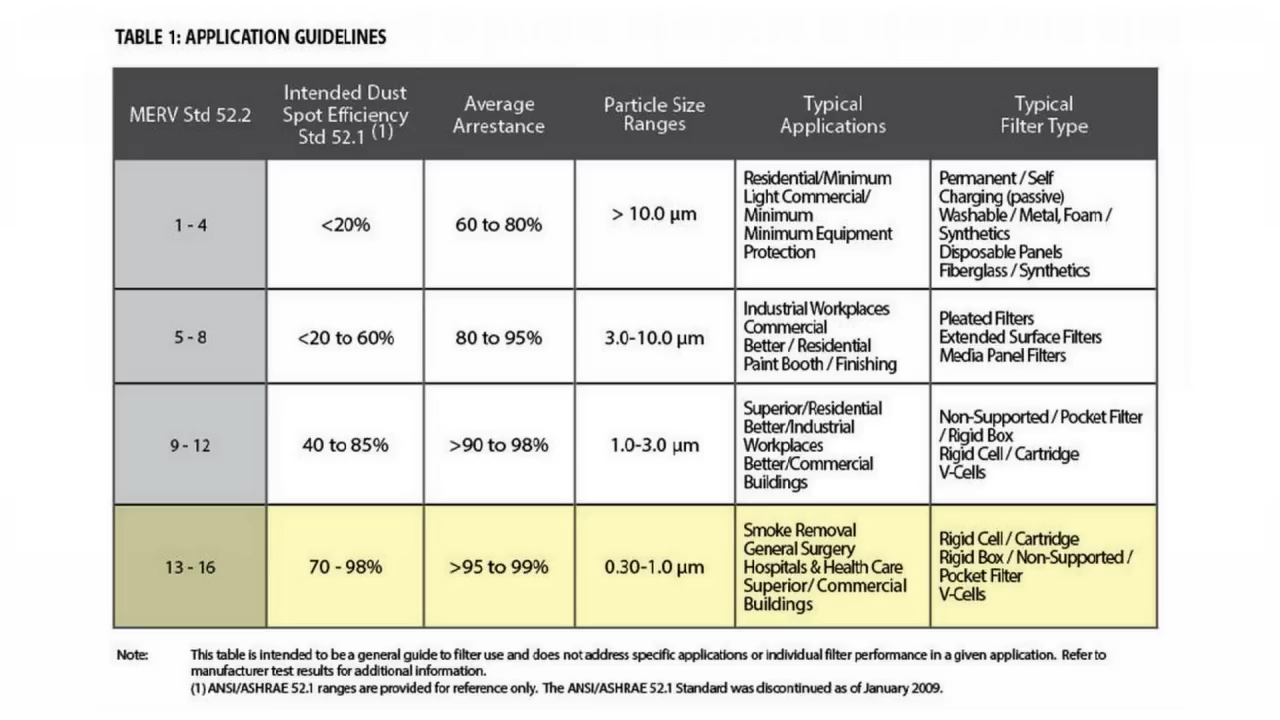 TABLE 1: APPLICATION GUIDELINES
MERV Std 52.2
Intended Dust
Spot Efficiency
Std 52.1 (1)
Average
Arrestance
Particle Size
Ranges
Typical
Applications
Typical
Filter Type
1 - 4
<20%
60 to 80%
> 10.0 µm
Residential/Minimum
Light Commercial/
Minimum
Minimum Equipment
Protection
Permanent / Self
Charging (passive)
Washable / Metal, Foam /
Synthetics
Disposable Panels
Fiberglass / Synthetics
5 - 8
<20 to 60%
80 to 95%
3.0-10.0 µm
Industrial Workplaces
Commercial
Better / Residential
Paint Booth / Finishing
Pleated Filters
Extended Surface Filters
Media Panel Filters
9 - 12
40 to 85%
>90 to 98%
1.0-3.0 µm
Superior/Residential
Better/Industrial
Workplaces
Better/Commercial
Buildings
Non-Supported / Pocket Filter
/ Rigid Box
Rigid Cell / Cartridge
V-Cells
13 - 16
70 - 98%
>95 to 99%
0.30-1.0 µm
Smoke Removal
General Surgery
Hospitals & Health Care
Superior/ Commercial
Buildings
Rigid Cell / Cartridge
Rigid Box / Non-Supported /
Pocket Filter
V-Cells
Note: This table is intended to be a general guide to filter use and does not address specific applications or individual filter performance in a given application. Refer to
manufacturer test results for additional information.
(1) ANSI/ASHRAE 52.1 ranges are provided for reference only. The ANSI/ASHRAE 52.1 Standard was discontinued as of January 2009.